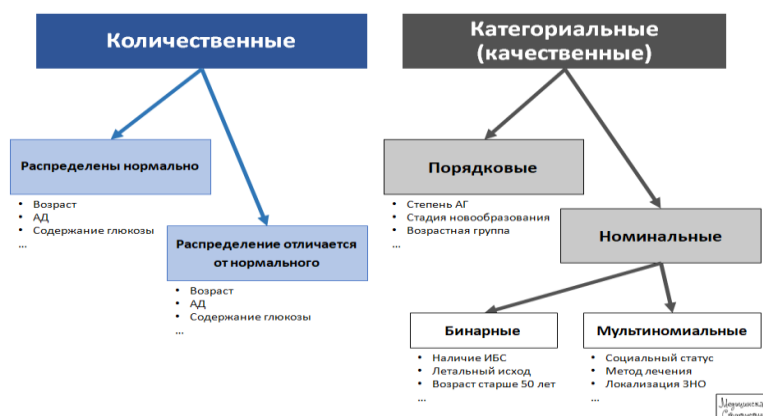 Количественные
Категориальные
(качественные)
Распределены нормально
• Возраст
• АД
• Содержание глюкозы
...
Распределение отличается
от нормального
• Возраст
• АД
• Содержание глюкозы
...
Порядковые
• Степень АГ
• Стадия новообразования
• Возрастная группа
...
Номинальные
Бинарные
• Наличие ИБС
• Летальный исход
• Возраст старше 50 лет
...
Мультиномиальные
• Социальный статус
• Метод лечения
• Локализация ЗНО
...